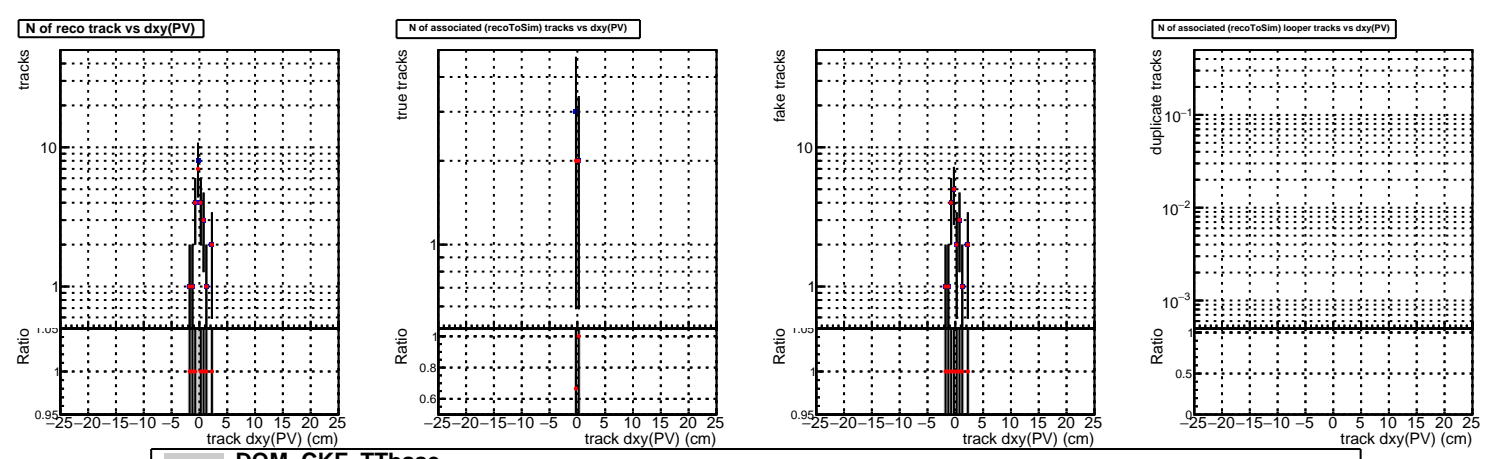 N of reco track vs dxy(PV)
tracks
10
1
Ratio
1.05
1
0.95
−25 −20 −15 −10 −5 0 5 10 15 20 25
track dxy(PV) (cm)
N of associated (recoToSim) tracks vs dxy(PV)
true tracks
1
Ratio
1
0.8
0.6
−25 −20 −15 −10 −5 0 5 10 15 20 25
track dxy(PV) (cm)
fake tracks
10
1
Ratio
1.05
1
0.95
−25 −20 −15 −10 −5 0 5 10 15 20 25
track dxy(PV) (cm)
N of associated (recoToSim) looper tracks vs dxy(PV)
duplicate tracks
10−1
10−2
10−3
Ratio
1
0.5
0
−25 −20 −15 −10 −5 0 5 10 15 20 25
track dxy(PV) (cm)